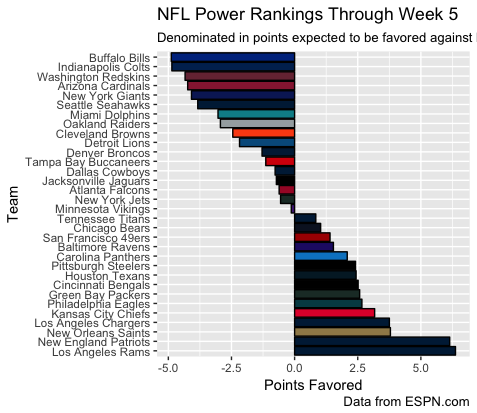 NFL Power Rankings Through Week 5
Denominated in points expected to be favored against
Buffalo Bills
Indianapolis Colts
Washington Redskins
Arizona Cardinals
New York Giants
Seattle Seahawks
Miami Dolphins
Oakland Raiders
Cleveland Browns
Detroit Lions
Denver Broncos
Tampa Bay Buccaneers
Dallas Cowboys
Jacksonville Jaguars
Atlanta Falcons
New York Jets
Minnesota Vikings
Tennessee Titans
Chicago Bears
San Francisco 49ers
Baltimore Ravens
Carolina Panthers
Pittsburgh Steelers
Houston Texans
Cincinnati Bengals
Green Bay Packers
Philadelphia Eagles
Kansas City Chiefs
Los Angeles Chargers
New Orleans Saints
New England Patriots
Los Angeles Rams
Team
-5.0 -2.5 0.0 2.5 5.0
Points Favored
Data from ESPN.com